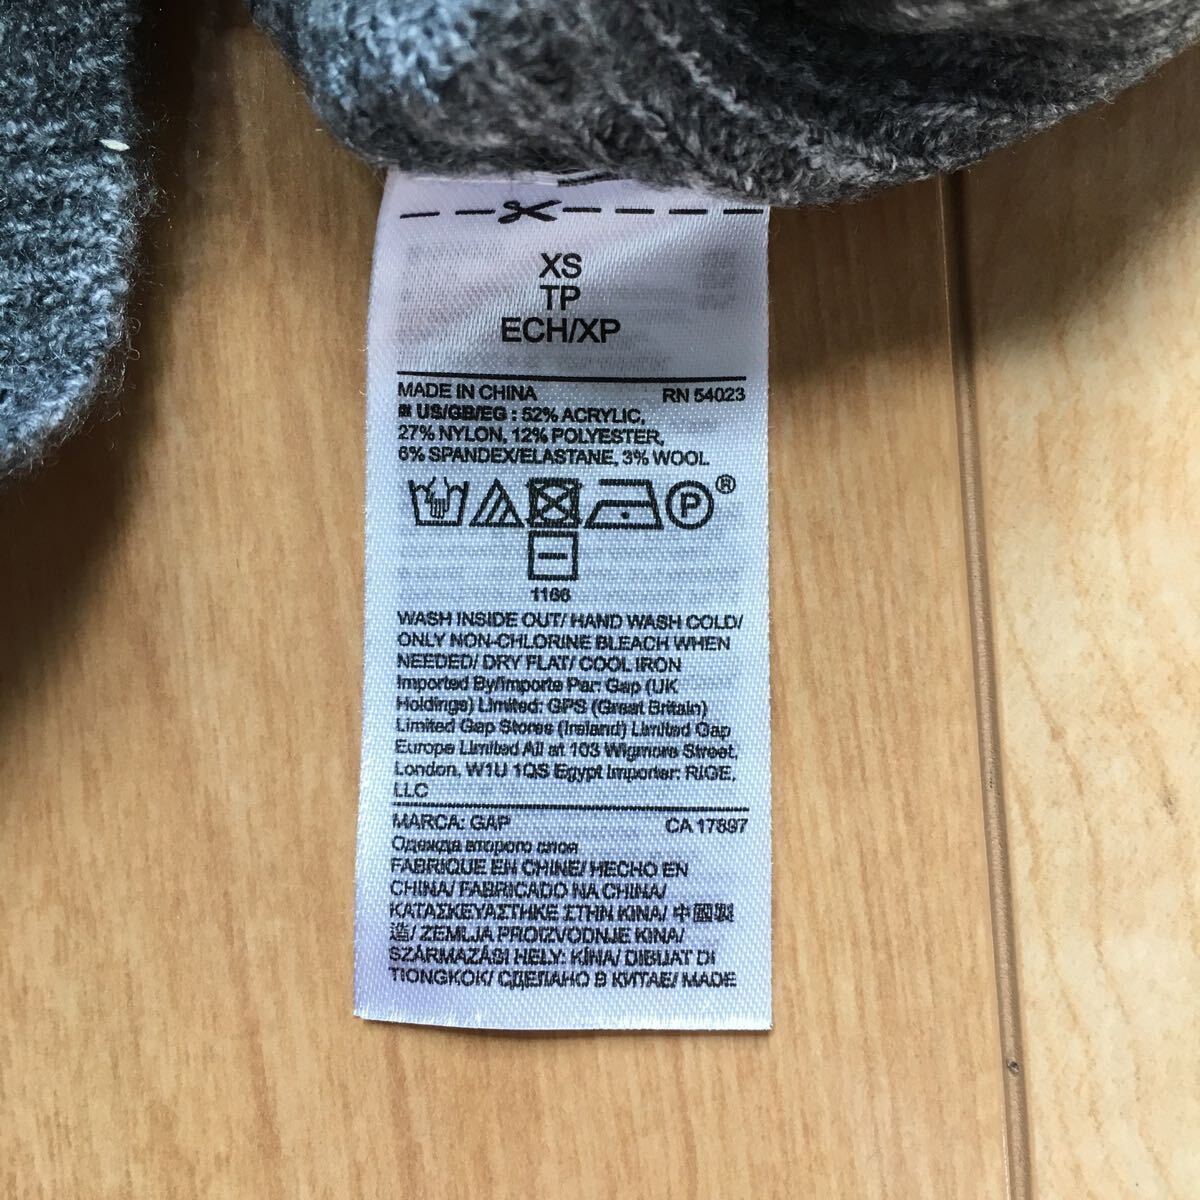 XS
TP
ECH/XP
MADE IN CHINA RN 54023
US/GB/EG : 52% ACRYLIC,
27% NYLON, 12% POLYESTER,
6% SPANDEX/ELASTANE, 3% WOOL
P ®
1166
WASH INSIDE OUT/ HAND WASH COLD/
ONLY NON-CHLORINE BLEACH WHEN
NEEDED/ DRY FLAT/ COOL IRON
Imported By/Importe Par: Gap (UK
Holdings) Limited: GPS (Great Britain)
Limited Gap Stores (Ireland) Limited Gap
Europe Limited All at 103 Wigmore Street,
London, W1U 1QS Egypt Importer: RIGE,
LLC
MARCA: GAP CA 17897
Одежда второго слоя
FABRIQUE EN CHINE/ HECHO EN
CHINA/ FABRICADO NA CHINA/
ΚΑΤΑΣΚΕΥΑΣΤΗΚΕ ΣΤΗΝ ΚΙΝΑ/ 中國製
造/ ZEMLJA PROIZVODNJE KINA/
SZÁRMAZÁSI HELY: KÍNA/ DIBUAT DI
TIONGKOK/ СДЕЛАНО В КИТАЕ/ MADE